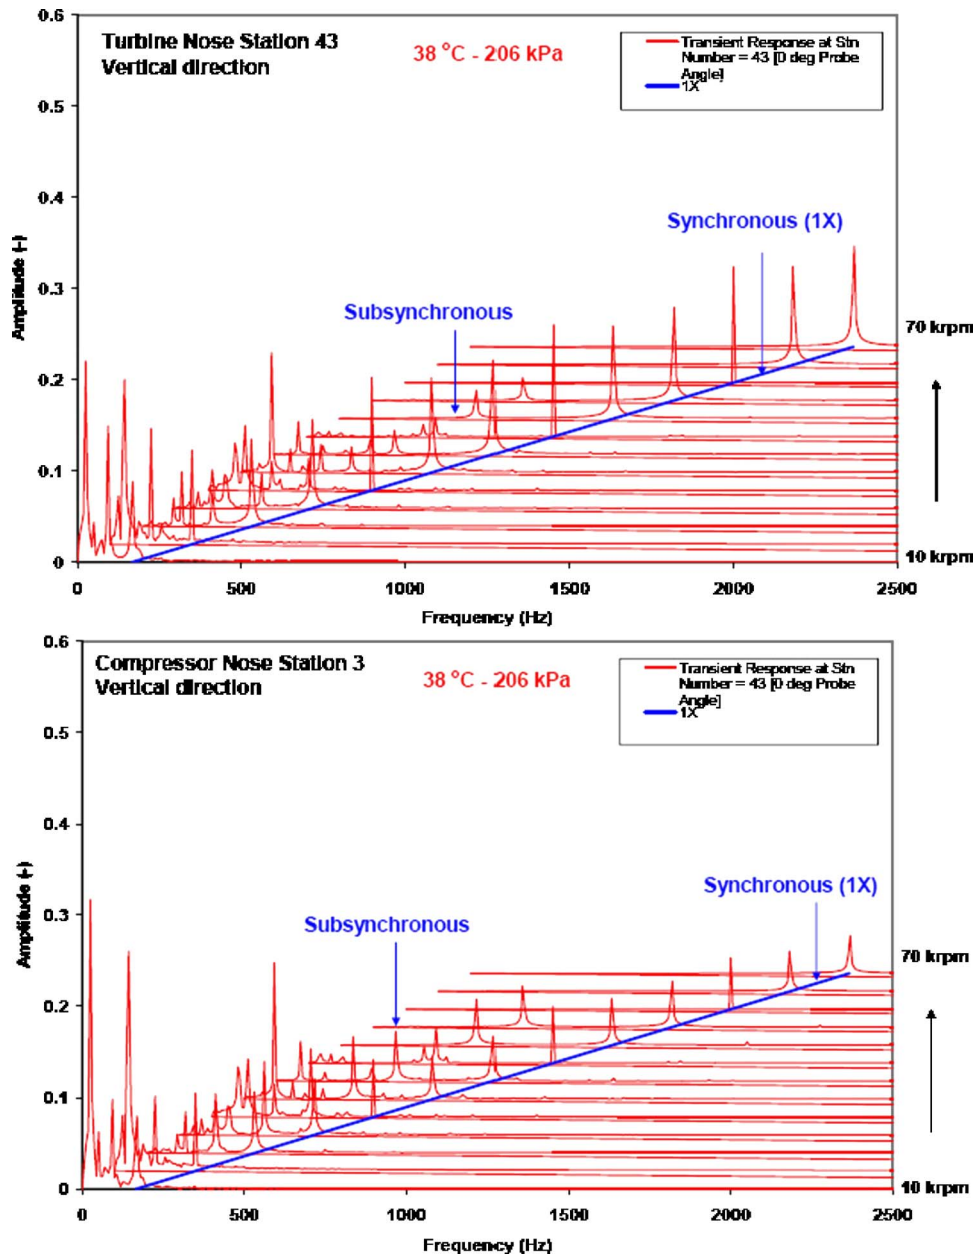 0.6
Turbine Nose Station 43
Vertical direction
38 °C - 206 kPa
Transient Response at Stn
Number = 43 [0 deg Probe
Angle]
1X
0.5
0.4
Amplitude (-)
Synchronous (1X)
0.3
Subsynchronous
70 krpm
0.2
0.1
0
10 krpm
0
500
1000
1500
2000
2500
Frequency (Hz)
0.6
Compressor Nose Station 3
Vertical direction
38 °C - 206 kPa
Transient Response at Stn
Number = 43 [0 deg Probe
Angle]
1X
0.5
0.4
Amplitude (-)
0.3
Synchronous (1X)
Subsynchronous
70 krpm
0.2
0.1
0
10 krpm
0
500
1000
1500
2000
2500
Frequency (Hz)